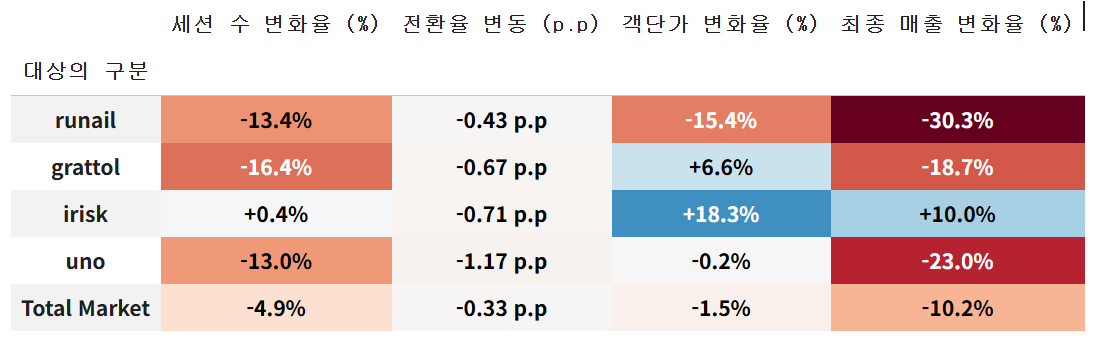 세션 수 변화율 (%) 전환율 변동 (p.p) 객단가 변화율 (%) 최종 매출 변화율 (%)
대상의 구분
runail -13.4% -0.43 p.p -15.4% -30.3%
grattol -16.4% -0.67 p.p +6.6% -18.7%
irisk +0.4% -0.71 p.p +18.3% +10.0%
uno -13.0% -1.17 p.p -0.2% -23.0%
Total Market -4.9% -0.33 p.p -1.5% -10.2%